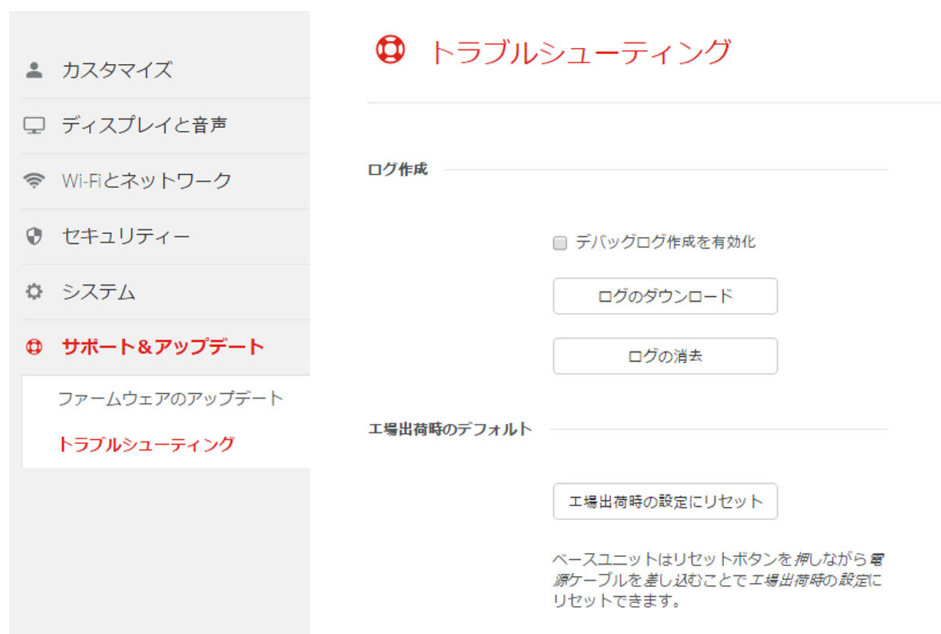 カスタマイズ
ディスプレイと音声
Wi-Fiとネットワーク
セキュリティー
システム
サポート&アップデート
ファームウェアのアップデート
トラブルシューティング
トラブルシューティング
ログ作成
デバッグログ作成を有効化
ログのダウンロード
ログの消去
工場出荷時のデフォルト
工場出荷時の設定にリセット
ベースユニットはリセットボタンを押しながら電
源ケーブルを差し込むことで工場出荷時の設定に
リセットできます。